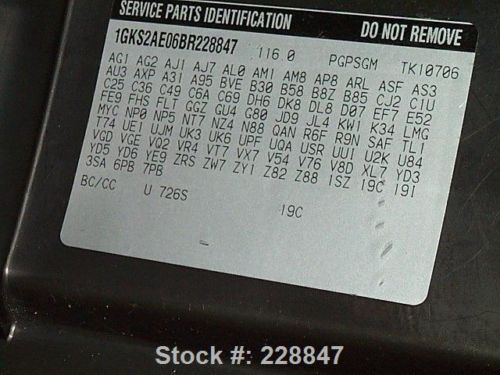 SERVICE PARTS IDENTIFICATION DO NOT REMOVE
1GKS2AE06BR228847 116.0 PGPSGM TK10706
AG1 AG2 AJ1 AJ7 AL0 AM1 AM8 AP8 ARL ASF AS3
AU3 AXP A31 A95 BVE B30 B58 B8Z B85 CJ2 C1U
C25 C36 C49 C6A C69 DH6 DK8 DL8 D07 EF7 E52
FE9 FHS FLT GGZ GU4 G80 JD9 JL4 KW1 K34 LMG
MYC NP0 NP5 NT7 NZ4 N88 QAN R6F R9N SAF TL1
T74 UE1 UJM UK3 UK6 UPF UQA USR UU1 U2K U84
VGD VGE VQ2 VR4 VT7 VX7 V54 V76 V8D XL7 YD3
YD5 YD6 YE9 ZRS ZW7 ZY1 Z82 Z88 1SZ 19C 19I
3SA 6PB 7PB
BC/CC U 726S 19C
Stock #: 228847